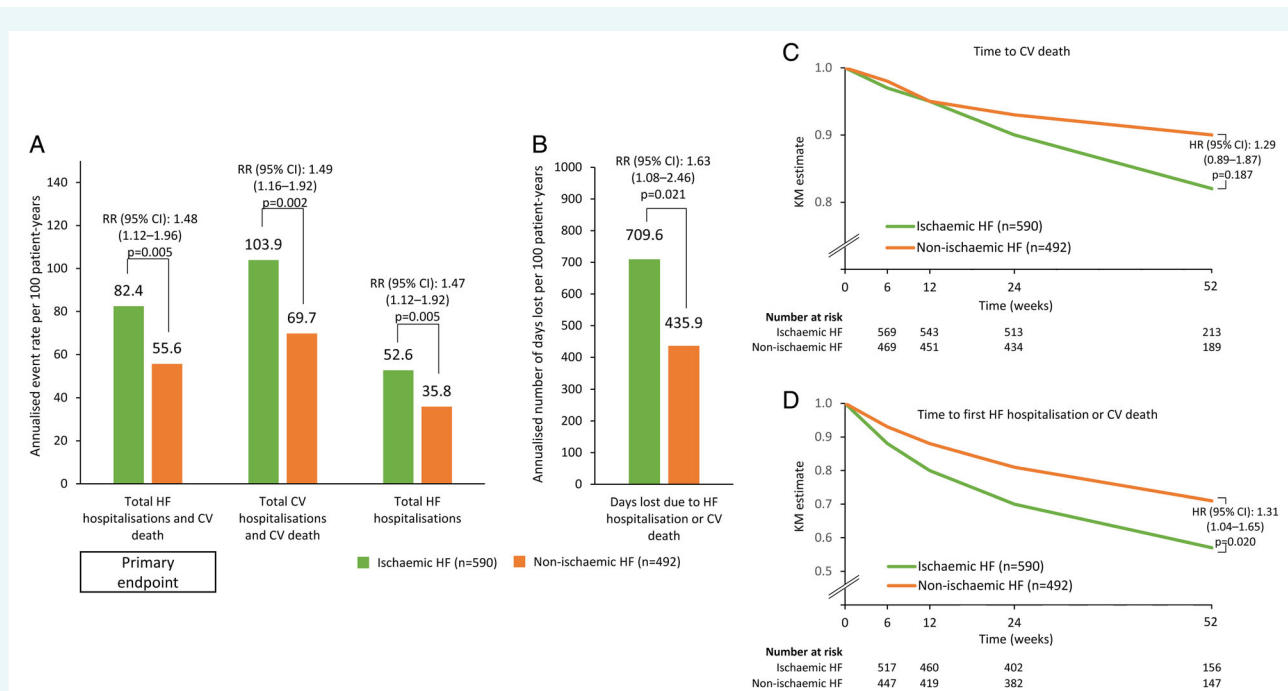 A
Annualised event rate per 100 patient-years
140
120
100
80
60
40
20
0
RR (95% CI): 1.48
(1.12–1.96)
p=0.005
82.4
55.6
RR (95% CI): 1.49
(1.16–1.92)
p=0.002
103.9
69.7
RR (95% CI): 1.47
(1.12–1.92)
p=0.005
52.6
35.8
Total HF
hospitalisations and CV
death
Total CV
hospitalisations
and CV death
Total HF
hospitalisations
Primary
endpoint
B
Annualised number of days lost per 100 patient-years
1000
900
800
700
600
500
400
300
200
100
0
RR (95% CI): 1.63
(1.08–2.46)
p=0.021
709.6
435.9
Days lost due to HF
hospitalisation or CV
death
Ischaemic HF (n=590)
Non-ischaemic HF (n=492)
C
Time to CV death
KM estimate
1.0
0.9
0.8
HR (95% CI): 1.29
(0.89–1.87)
p=0.187
Ischaemic HF (n=590)
Non-ischaemic HF (n=492)
0 6 12 24 52
Time (weeks)
Number at risk
Ischaemic HF 569 543 513 213
Non-ischaemic HF 469 451 434 189
D
Time to first HF hospitalisation or CV death
KM estimate
1.0
0.9
0.8
0.7
0.6
0.5
HR (95% CI): 1.31
(1.04–1.65)
p=0.020
Ischaemic HF (n=590)
Non-ischaemic HF (n=492)
0 6 12 24 52
Time (weeks)
Number at risk
Ischaemic HF 517 460 402 156
Non-ischaemic HF 447 419 382 147